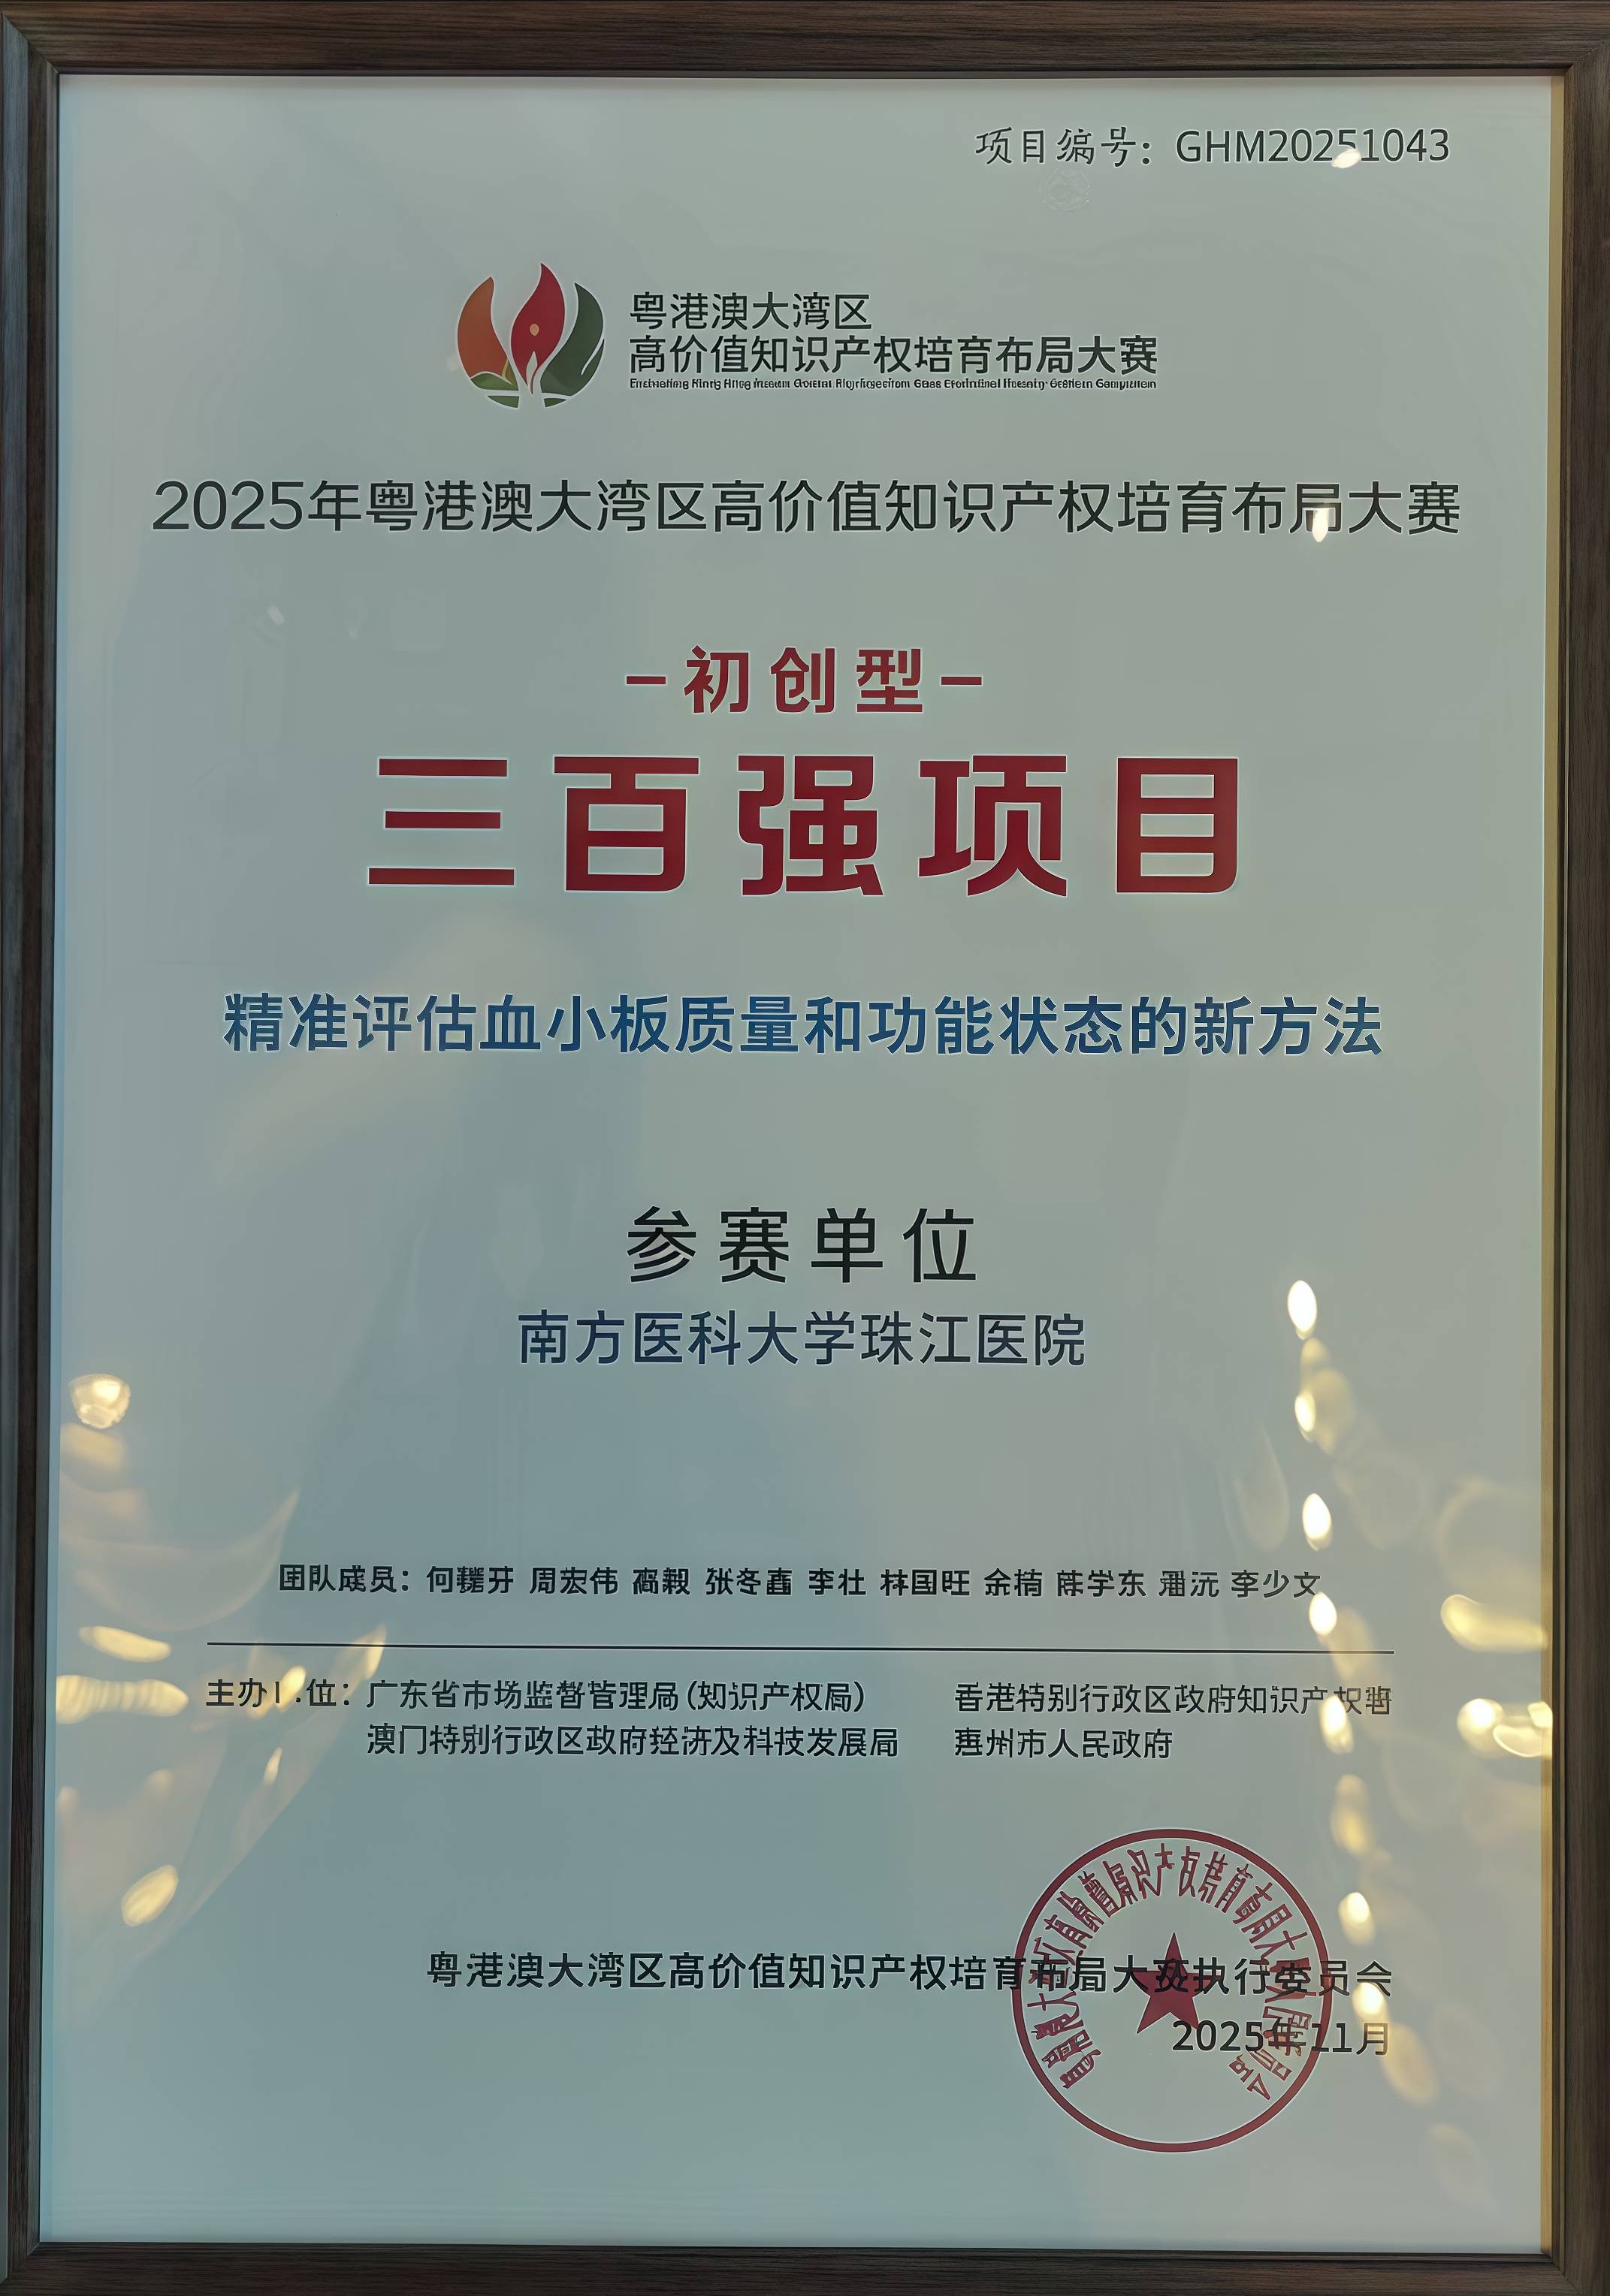 项目编号：GHM20251043
粤港澳大湾区
高价值知识产权培育布局大赛
2025年粤港澳大湾区高价值知识产权培育布局大赛
-初创型-
三百强项目
精准评估血小板质量和功能状态的新方法
参赛单位
南方医科大学珠江医院
团队成员：周宏伟 李壮 林国旺 李少文
主办 位：广东省市场监督管理局(知识产权局) 香港特别行政区政府知识产权署
澳门特别行政区政府经济及科技发展局 惠州市人民政府
粤港澳大湾区高价值知识产权培育布局大赛执行委员会
2025年11月